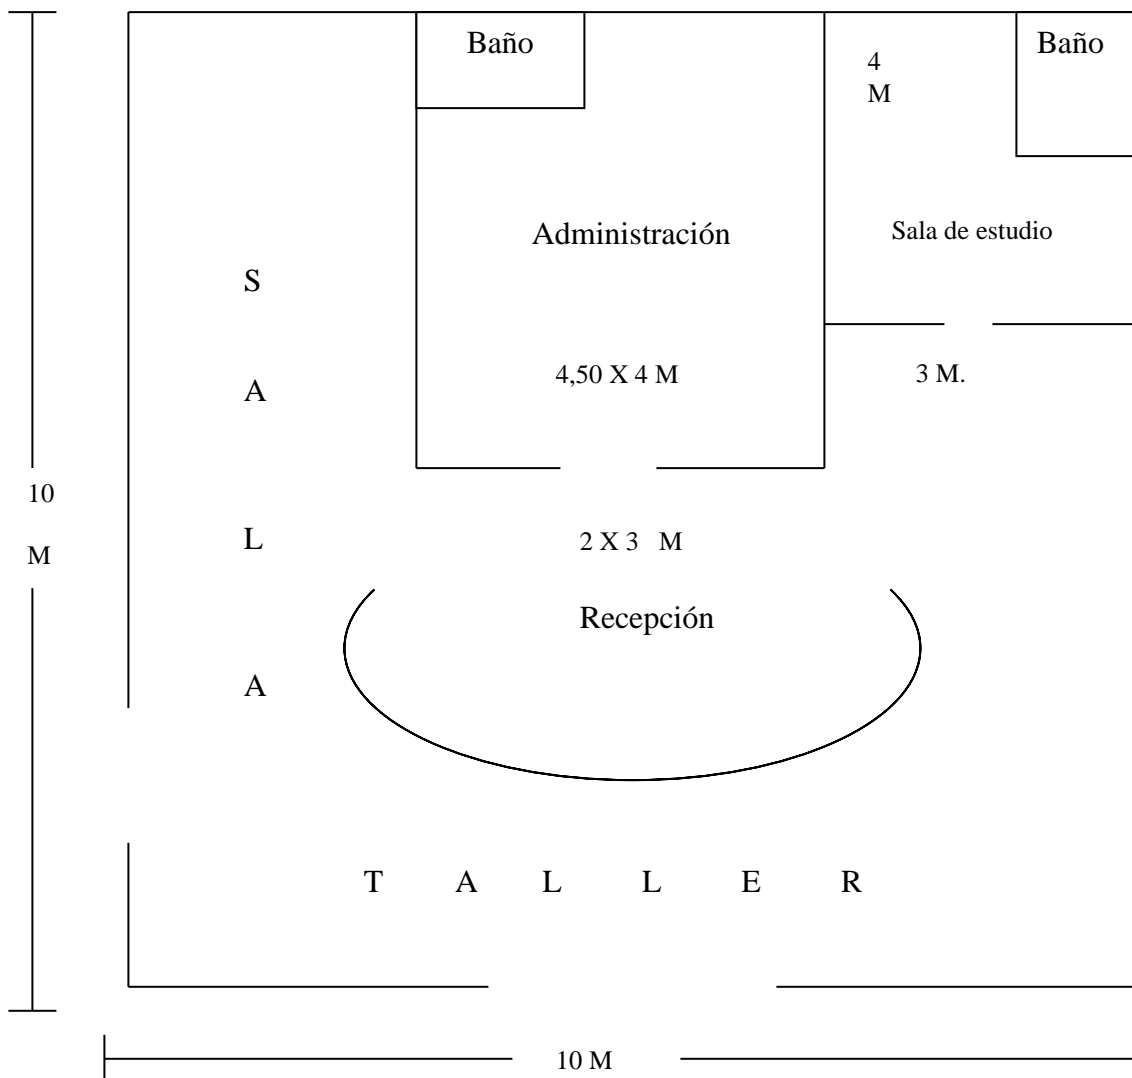 Baño
Baño
4
M
Administración
Sala de estudio
S
A
4,50 X 4 M
3 M.
10
M
L
2 X 3 M
Recepción
A
T A L L E R
10 M